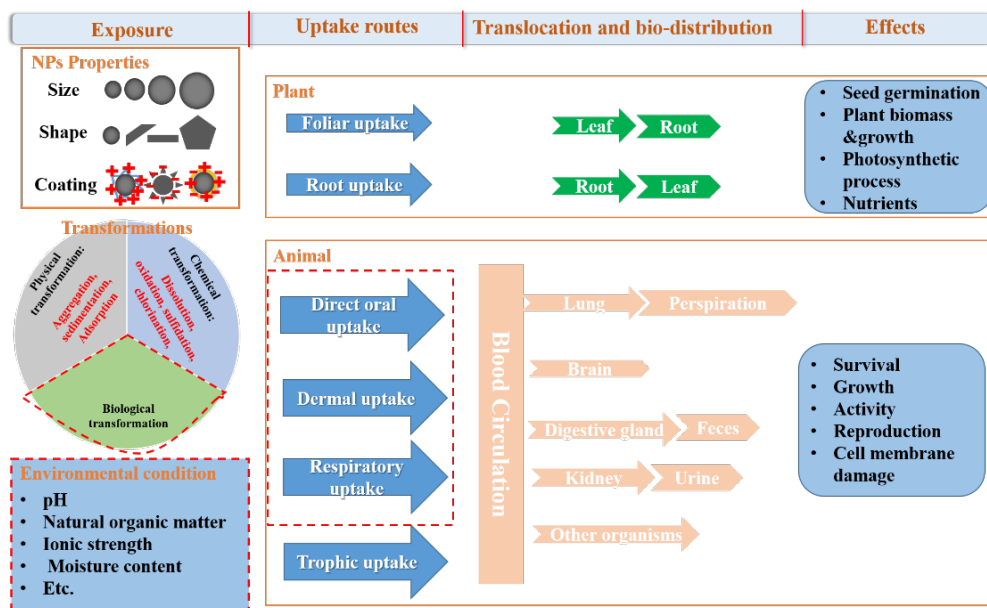 Exposure
Uptake routes
Translocation and bio-distribution
Effects
NPs Properties
Size
Shape
Coating
Transformations
Physical
transformation:
Aggregation,
sedimentation,
Adsorption
Chemical
transformation:
Dissolution,
oxidation, sulfidation,
chlorination,
Biological
transformation
Environmental condition
• pH
• Natural organic matter
• Ionic strength
• Moisture content
• Etc.
Plant
Foliar uptake
Leaf
Root
Root uptake
Root
Leaf
• Seed germination
• Plant biomass
&growth
• Photosynthetic
process
• Nutrients
Animal
Direct oral
uptake
Dermal uptake
Respiratory
uptake
Trophic uptake
Blood Circulation
Lung
Perspiration
Brain
Digestive gland
Feces
Kidney
Urine
Other organisms
• Survival
• Growth
• Activity
• Reproduction
• Cell membrane
damage